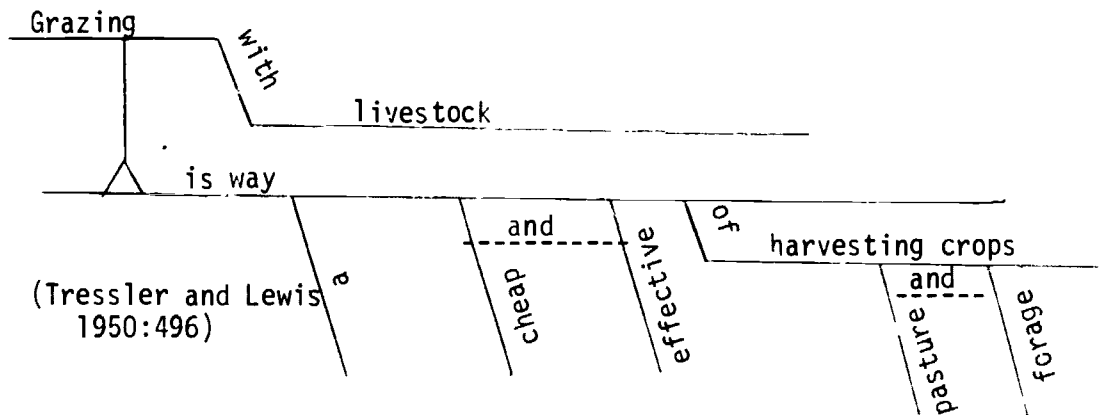 Grazing
with
livestock
is way
a
cheap
and
effective
of
harvesting crops
pasture
and
forage
(Tressler and Lewis
1950:496)